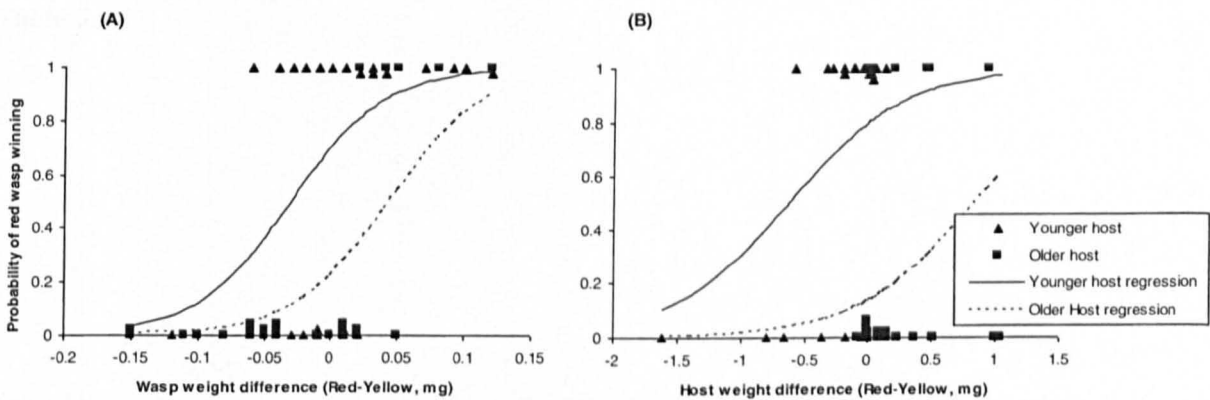 (A)
Probability of red wasp winning
1
0.8
0.6
0.4
0.2
0
-0.2 -0.15 -0.1 -0.05 0 0.05 0.1 0.15
Wasp weight difference (Red-Yellow, mg)
(B)
1
0.8
0.6
0.4
0.2
0
-2 -1.5 -1 -0.5 0 0.5 1 1.5
Host weight difference (Red-Yellow, mg)
Younger host
Older host
Younger host regression
Older Host regression